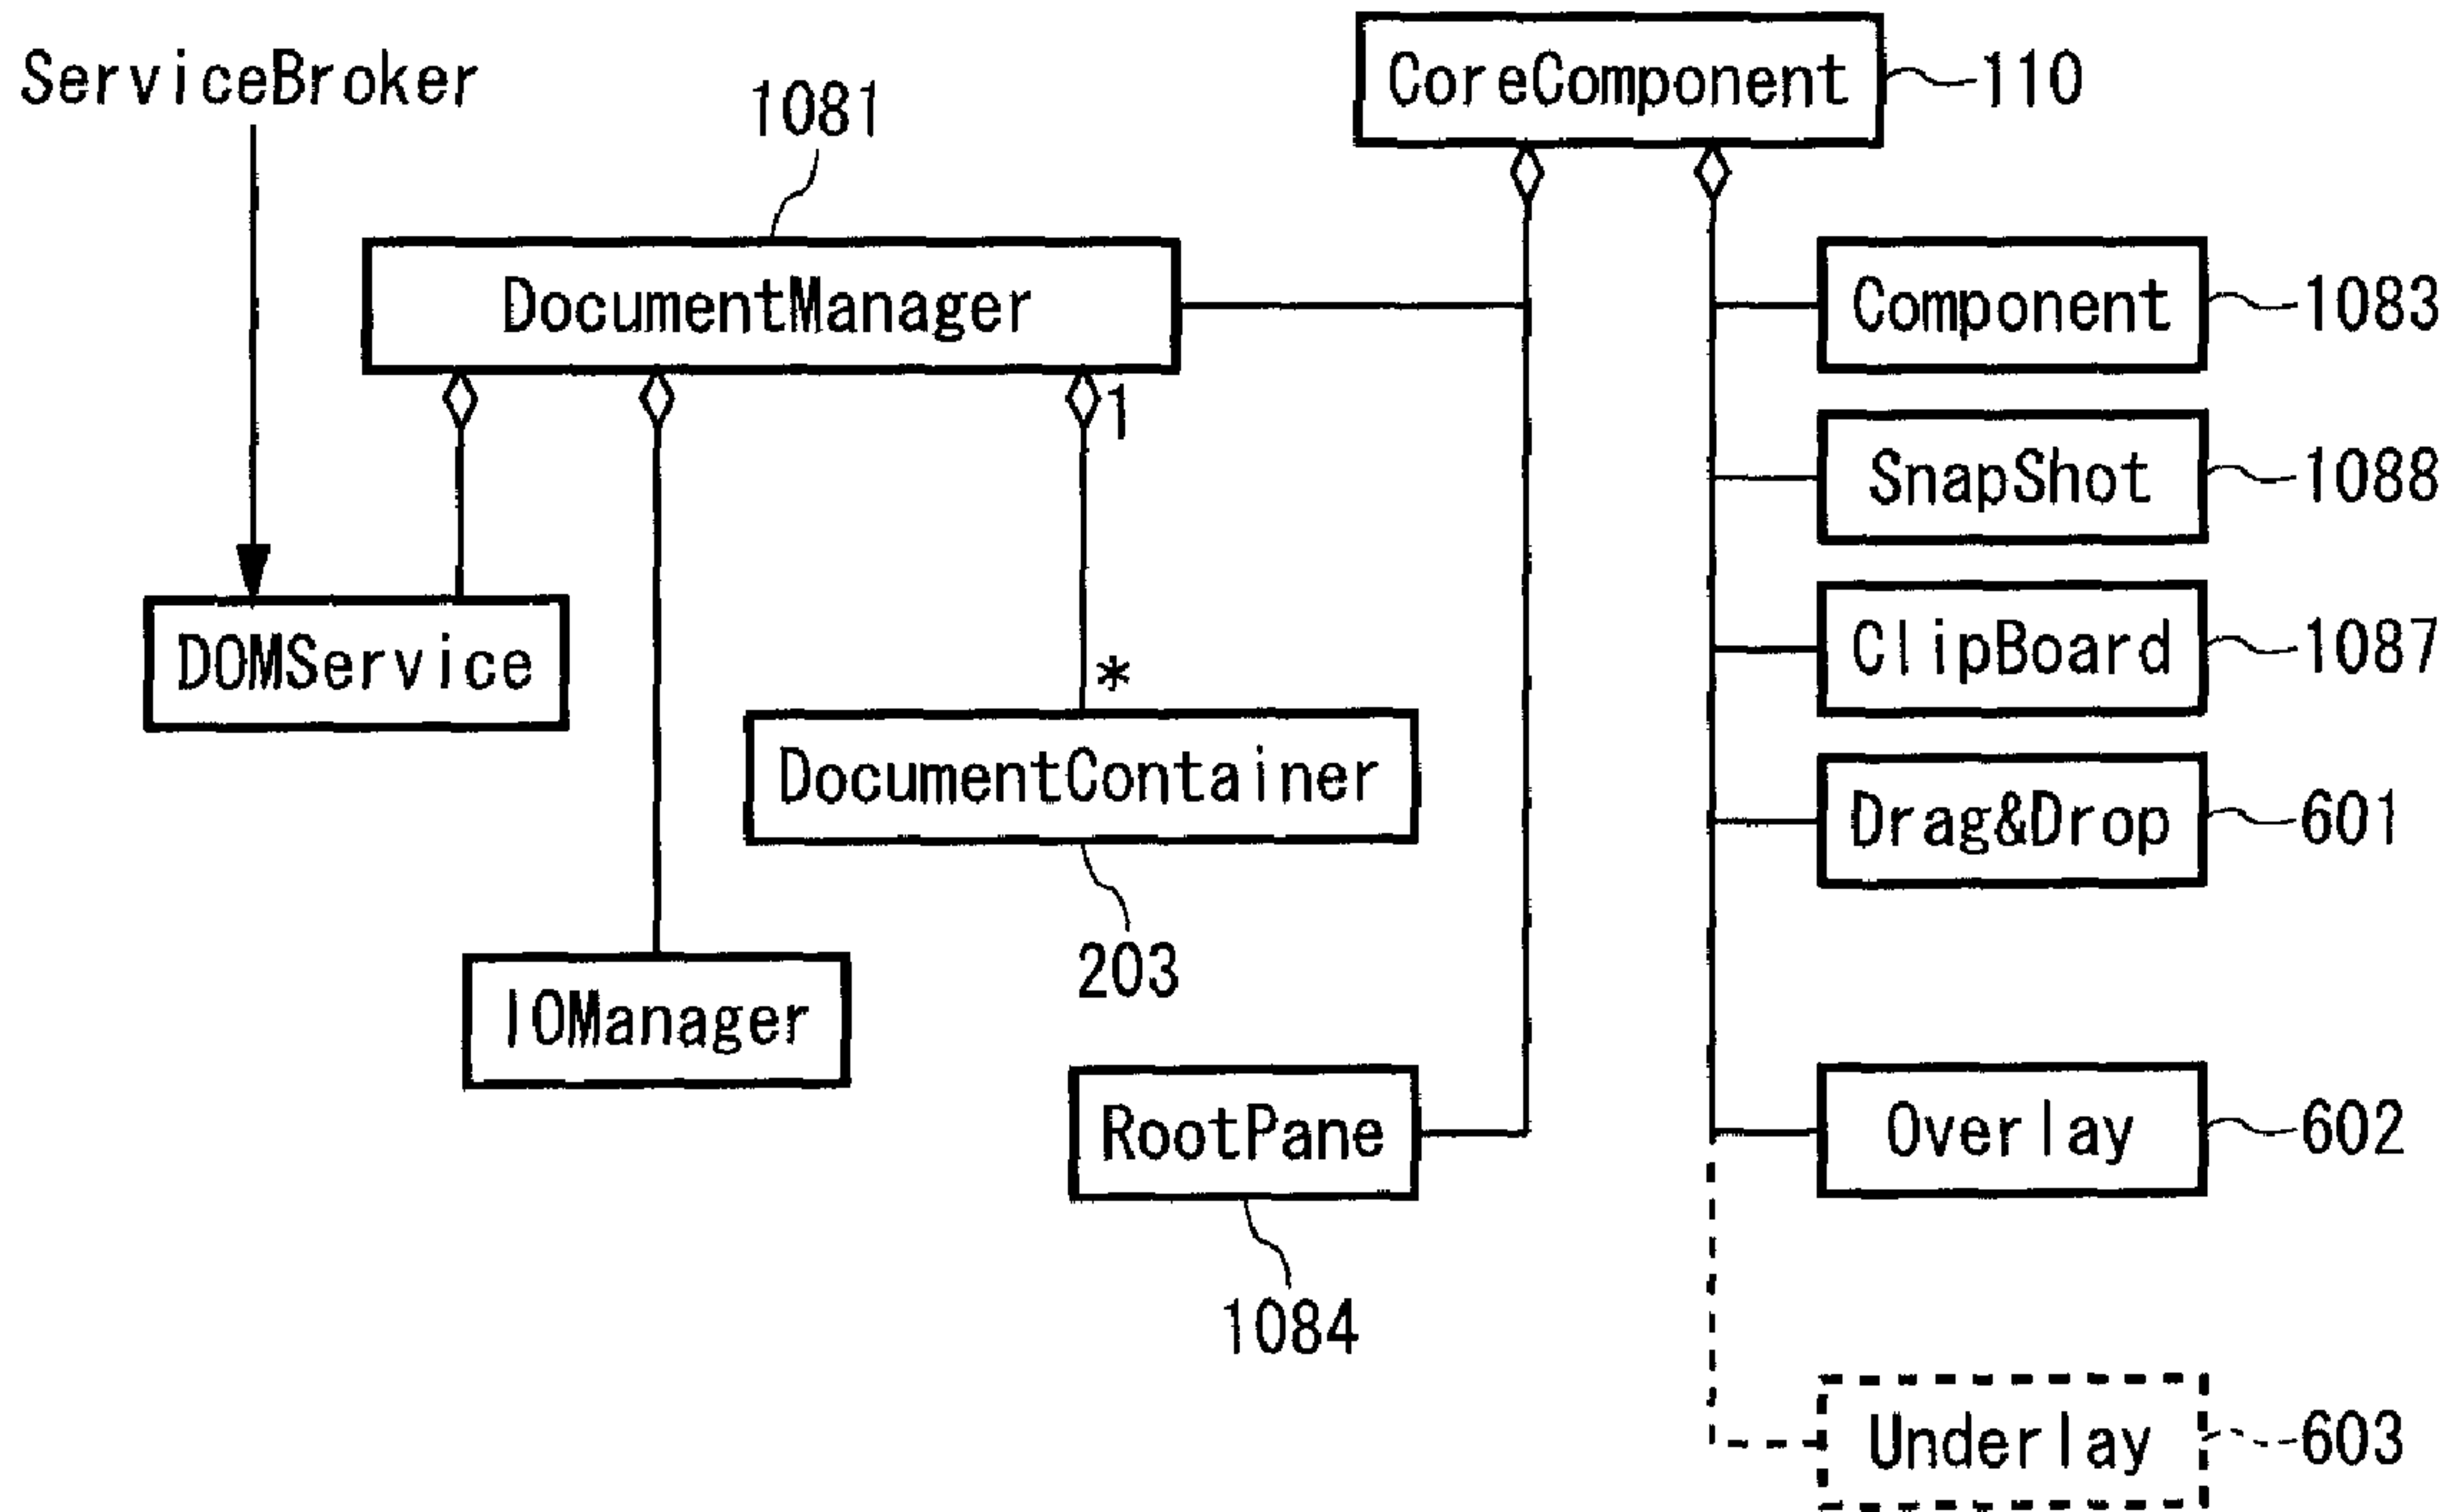 ServiceBroker
CoreComponent
110
1081
DocumentManager
1
Component
1083
SnapShot
1088
DOMService
ClipBoard
1087
*
DocumentContainer
203
Drag&Drop
601
IOManager
RootPane
1084
Overlay
602
Underlay
603